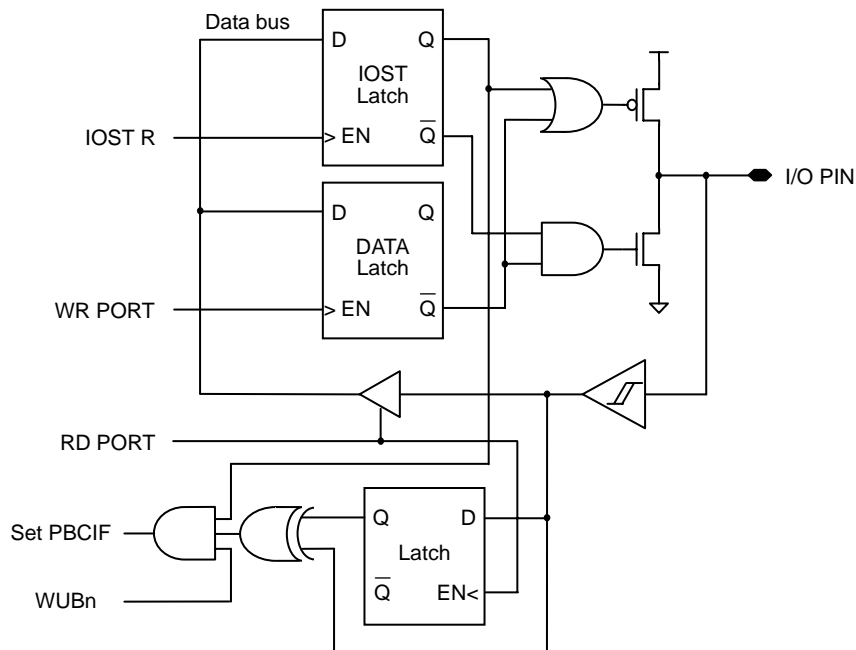 Data bus
D Q
IOST
Latch
IOST R
> EN Q̅
I/O PIN
D Q
DATA
Latch
WR PORT
> EN Q̅
RD PORT
Set PBCIF
Q D
Latch
WUBn
Q̅ EN<